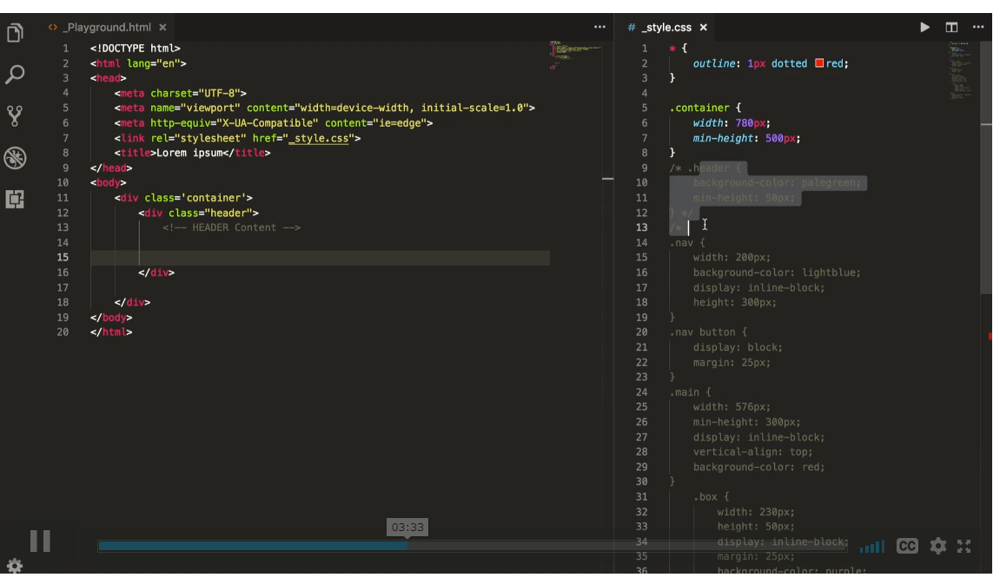 <> _Playground.html ×
1 <!DOCTYPE html>
2 <html lang="en">
3 <head>
4 <meta charset="UTF-8">
5 <meta name="viewport" content="width=device-width, initial-scale=1.0">
6 <meta http-equiv="X-UA-Compatible" content="ie=edge">
7 <link rel="stylesheet" href="_style.css">
8 <title>Lorem ipsum</title>
9 </head>
10 <body>
11 <div class='container'>
12 <div class="header">
13 <!-- HEADER Content -->
14
15
16 </div>
17
18 </div>
19 </body>
20 </html>
# _style.css ×
1 * {
2 outline: 1px dotted red;
3 }
4
5 .container {
6 width: 780px;
7 min-height: 500px;
8 }
9 /* .header {
10 background-color: palegreen;
11 min-height: 50px;
12 } */
13 /*
14 .nav {
15 width: 200px;
16 background-color: lightblue;
17 display: inline-block;
18 height: 300px;
19 }
20 .nav button {
21 display: block;
22 margin: 25px;
23 }
24 .main {
25 width: 576px;
26 min-height: 300px;
27 display: inline-block;
28 vertical-align: top;
29 background-color: red;
30 }
31 .box {
32 width: 230px;
33 height: 50px;
34 display: inline-block;
35 margin: 25px;
36 background-color: purple;
03:33
CC